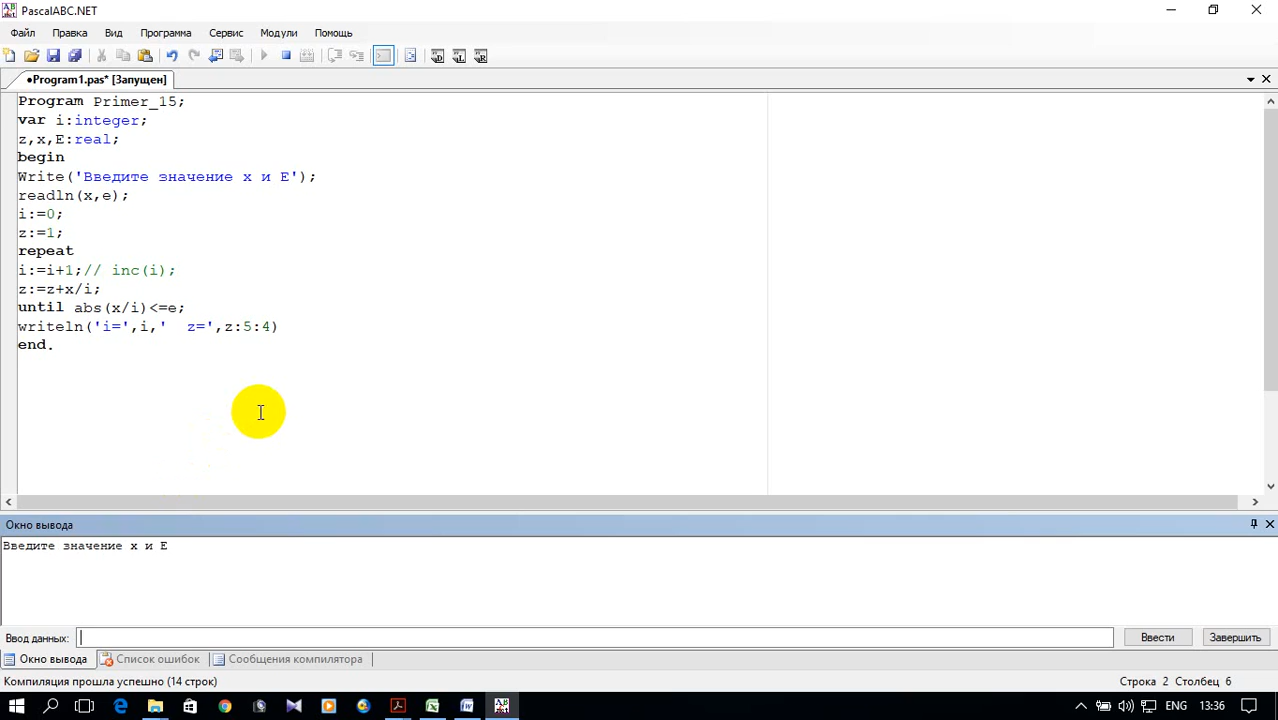 PascalABC.NET
Файл Правка Вид Программа Сервис Модули Помощь
•Program1.pas* [Запущен]
Program Primer_15;
var i:integer;
z,x,E:real;
begin
Write('Введите значение x и E');
readln(x,e);
i:=0;
z:=1;
repeat
i:=i+1;// inc(i);
z:=z+x/i;
until abs(x/i)<=e;
writeln('i=',i,'  z=',z:5:4)
end.
Окно вывода
Введите значение x и E
Ввод данных:
Ввести
Завершить
Окно вывода
Список ошибок
Сообщения компилятора
Компиляция прошла успешно (14 строк)
Строка 2 Столбец 6
ENG
13:36